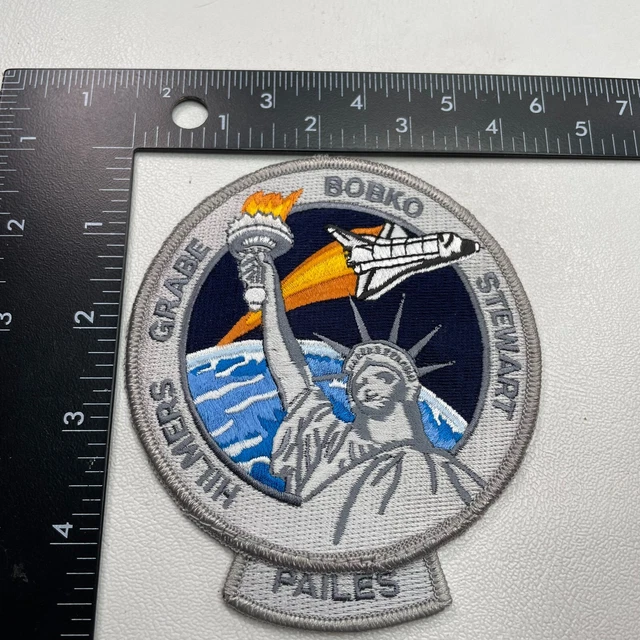 1 2 3 4 5 6 7
1 2 3 4 5
1 2 3 4
2 3
BOBKO
GRABE
STEWART
HILMERS
PAILES